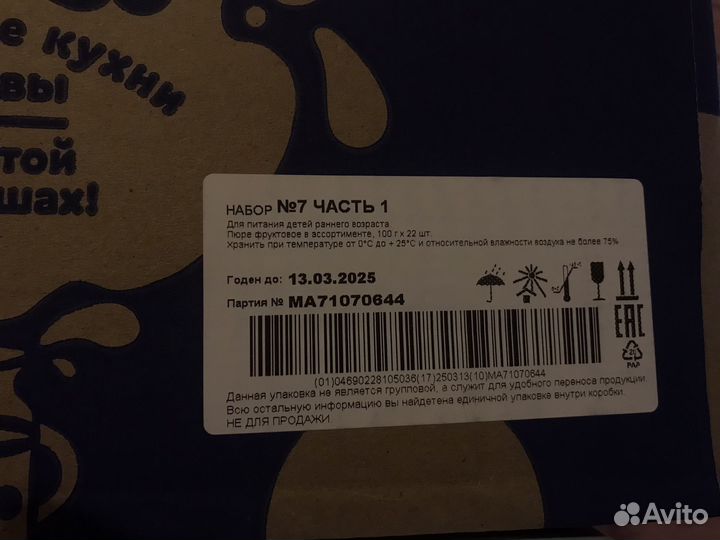 е кухни
вы
той
шах!
НАБОР №7 ЧАСТЬ 1
Для питания детей раннего возраста
Пюре фруктовое в ассортименте, 100 г х 22 шт.
Хранить при температуре от 0°С до + 25°С и относительной влажности воздуха не более 75%
Годен до: 13.03.2025
Партия № МА71070644
EAC
PAP
(01)04690228105036(17)250313(10)MA71070644
Данная упаковка не является групповой, а служит для удобного переноса продукции.
Всю остальную информацию вы найдетена единичной упаковке внутри коробки.
НЕ ДЛЯ ПРОДАЖИ
Avito